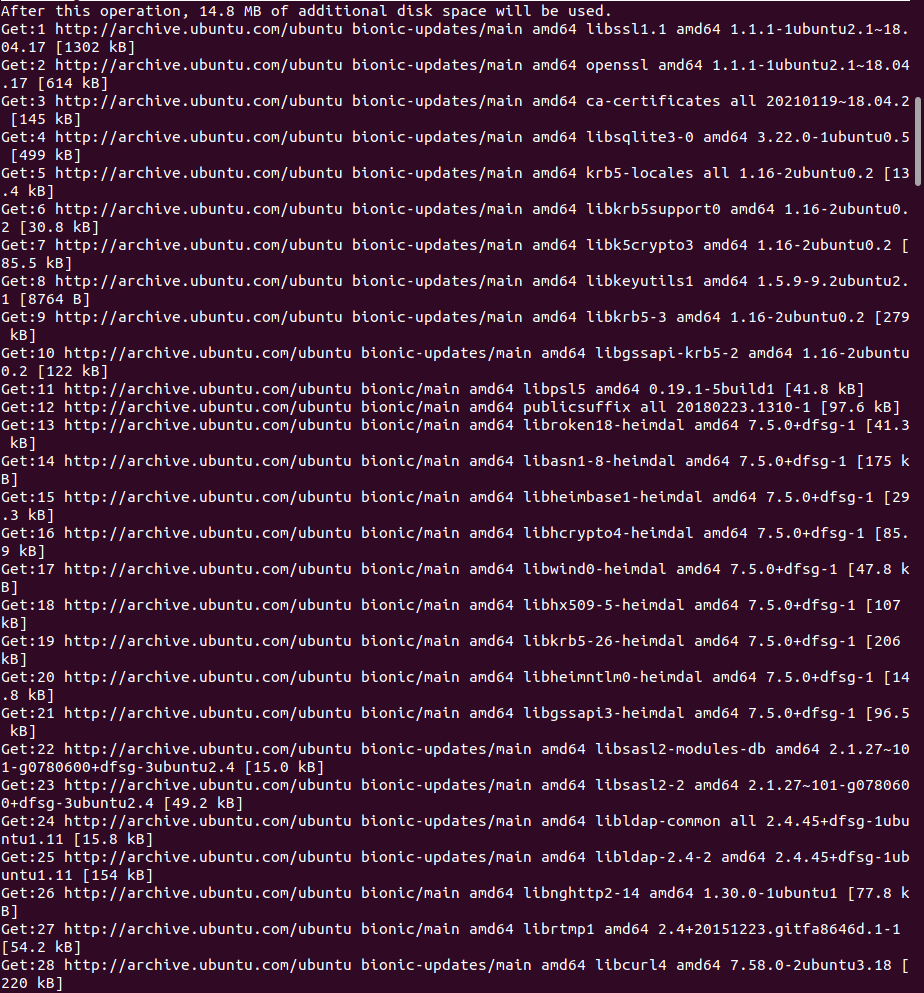 After this operation, 14.8 MB of additional disk space will be used.
Get:1 http://archive.ubuntu.com/ubuntu bionic-updates/main amd64 libssl1.1 amd64 1.1.1-1ubuntu2.1~18.
04.17 [1302 kB]
Get:2 http://archive.ubuntu.com/ubuntu bionic-updates/main amd64 openssl amd64 1.1.1-1ubuntu2.1~18.04
.17 [614 kB]
Get:3 http://archive.ubuntu.com/ubuntu bionic-updates/main amd64 ca-certificates all 20210119~18.04.2
 [145 kB]
Get:4 http://archive.ubuntu.com/ubuntu bionic-updates/main amd64 libsqlite3-0 amd64 3.22.0-1ubuntu0.5
 [499 kB]
Get:5 http://archive.ubuntu.com/ubuntu bionic-updates/main amd64 krb5-locales all 1.16-2ubuntu0.2 [13
.4 kB]
Get:6 http://archive.ubuntu.com/ubuntu bionic-updates/main amd64 libkrb5support0 amd64 1.16-2ubuntu0.
2 [30.8 kB]
Get:7 http://archive.ubuntu.com/ubuntu bionic-updates/main amd64 libk5crypto3 amd64 1.16-2ubuntu0.2 [
85.5 kB]
Get:8 http://archive.ubuntu.com/ubuntu bionic-updates/main amd64 libkeyutils1 amd64 1.5.9-9.2ubuntu2.
1 [8764 B]
Get:9 http://archive.ubuntu.com/ubuntu bionic-updates/main amd64 libkrb5-3 amd64 1.16-2ubuntu0.2 [279
 kB]
Get:10 http://archive.ubuntu.com/ubuntu bionic-updates/main amd64 libgssapi-krb5-2 amd64 1.16-2ubuntu
0.2 [122 kB]
Get:11 http://archive.ubuntu.com/ubuntu bionic/main amd64 libpsl5 amd64 0.19.1-5build1 [41.8 kB]
Get:12 http://archive.ubuntu.com/ubuntu bionic/main amd64 publicsuffix all 20180223.1310-1 [97.6 kB]
Get:13 http://archive.ubuntu.com/ubuntu bionic/main amd64 libroken18-heimdal amd64 7.5.0+dfsg-1 [41.3
 kB]
Get:14 http://archive.ubuntu.com/ubuntu bionic/main amd64 libasn1-8-heimdal amd64 7.5.0+dfsg-1 [175 k
B]
Get:15 http://archive.ubuntu.com/ubuntu bionic/main amd64 libheimbase1-heimdal amd64 7.5.0+dfsg-1 [29
.3 kB]
Get:16 http://archive.ubuntu.com/ubuntu bionic/main amd64 libhcrypto4-heimdal amd64 7.5.0+dfsg-1 [85.
9 kB]
Get:17 http://archive.ubuntu.com/ubuntu bionic/main amd64 libwind0-heimdal amd64 7.5.0+dfsg-1 [47.8 k
B]
Get:18 http://archive.ubuntu.com/ubuntu bionic/main amd64 libhx509-5-heimdal amd64 7.5.0+dfsg-1 [107 
kB]
Get:19 http://archive.ubuntu.com/ubuntu bionic/main amd64 libkrb5-26-heimdal amd64 7.5.0+dfsg-1 [206 
kB]
Get:20 http://archive.ubuntu.com/ubuntu bionic/main amd64 libheimntlm0-heimdal amd64 7.5.0+dfsg-1 [14
.8 kB]
Get:21 http://archive.ubuntu.com/ubuntu bionic/main amd64 libgssapi3-heimdal amd64 7.5.0+dfsg-1 [96.5
 kB]
Get:22 http://archive.ubuntu.com/ubuntu bionic-updates/main amd64 libsasl2-modules-db amd64 2.1.27~10
1-g0780600+dfsg-3ubuntu2.4 [15.0 kB]
Get:23 http://archive.ubuntu.com/ubuntu bionic-updates/main amd64 libsasl2-2 amd64 2.1.27~101-g078060
0+dfsg-3ubuntu2.4 [49.2 kB]
Get:24 http://archive.ubuntu.com/ubuntu bionic-updates/main amd64 libldap-common all 2.4.45+dfsg-1ubu
ntu1.11 [15.8 kB]
Get:25 http://archive.ubuntu.com/ubuntu bionic-updates/main amd64 libldap-2.4-2 amd64 2.4.45+dfsg-1ub
untu1.11 [154 kB]
Get:26 http://archive.ubuntu.com/ubuntu bionic/main amd64 libnghttp2-14 amd64 1.30.0-1ubuntu1 [77.8 k
B]
Get:27 http://archive.ubuntu.com/ubuntu bionic/main amd64 librtmp1 amd64 2.4+20151223.gitfa8646d.1-1 
[54.2 kB]
Get:28 http://archive.ubuntu.com/ubuntu bionic-updates/main amd64 libcurl4 amd64 7.58.0-2ubuntu3.18 [
220 kB]